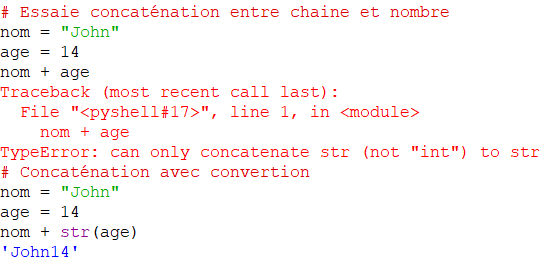 # Essaie concaténation entre chaine et nombre
nom = "John"
age = 14
nom + age
Traceback (most recent call last):
  File "<pyshell#17>", line 1, in <module>
    nom + age
TypeError: can only concatenate str (not "int") to str
# Concaténation avec convertion
nom = "John"
age = 14
nom + str(age)
'John14'